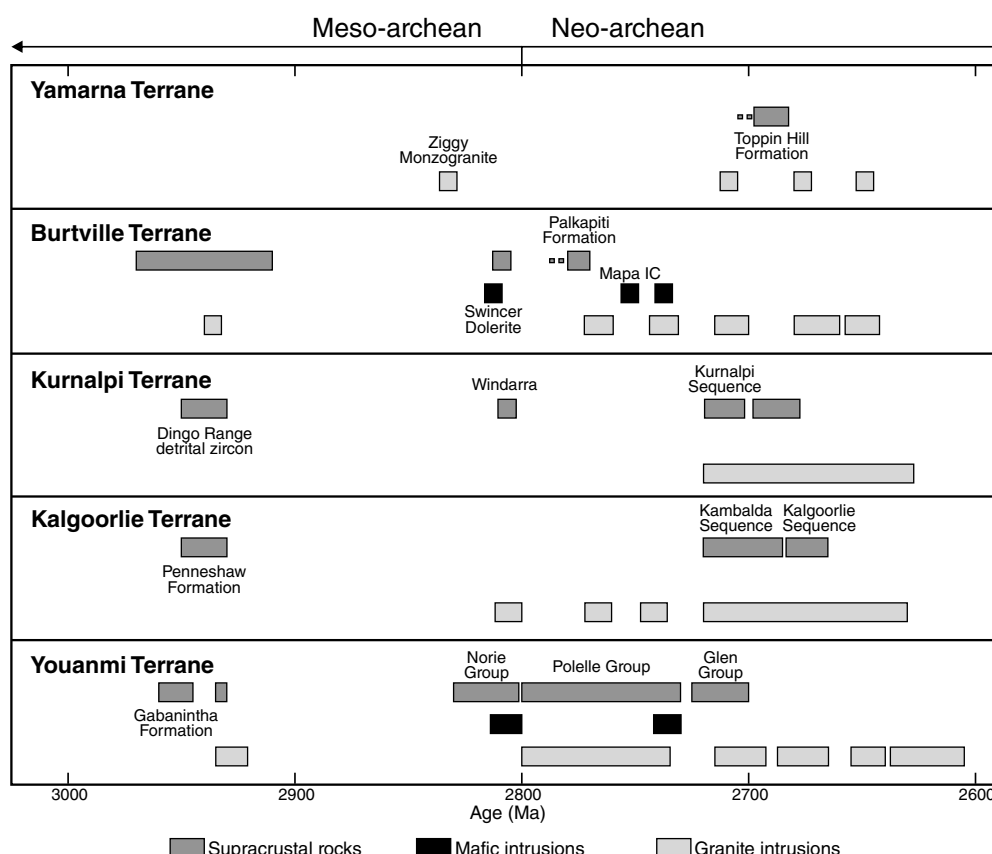 Meso-archean Neo-archean
Yamarna Terrane
Toppin Hill
Formation
Ziggy
Monzogranite
Burtville Terrane
Palkapiti
Formation
Mapa IC
Swincer
Dolerite
Kurnalpi Terrane
Kurnalpi
Sequence
Windarra
Dingo Range
detrital zircon
Kalgoorlie Terrane
Kambalda
Sequence
Kalgoorlie
Sequence
Penneshaw
Formation
Youanmi Terrane
Norie
Group
Polelle Group
Glen
Group
Gabanintha
Formation
3000 2900 2800 2700 2600
Age (Ma)
Supracrustal rocks Mafic intrusions Granite intrusions